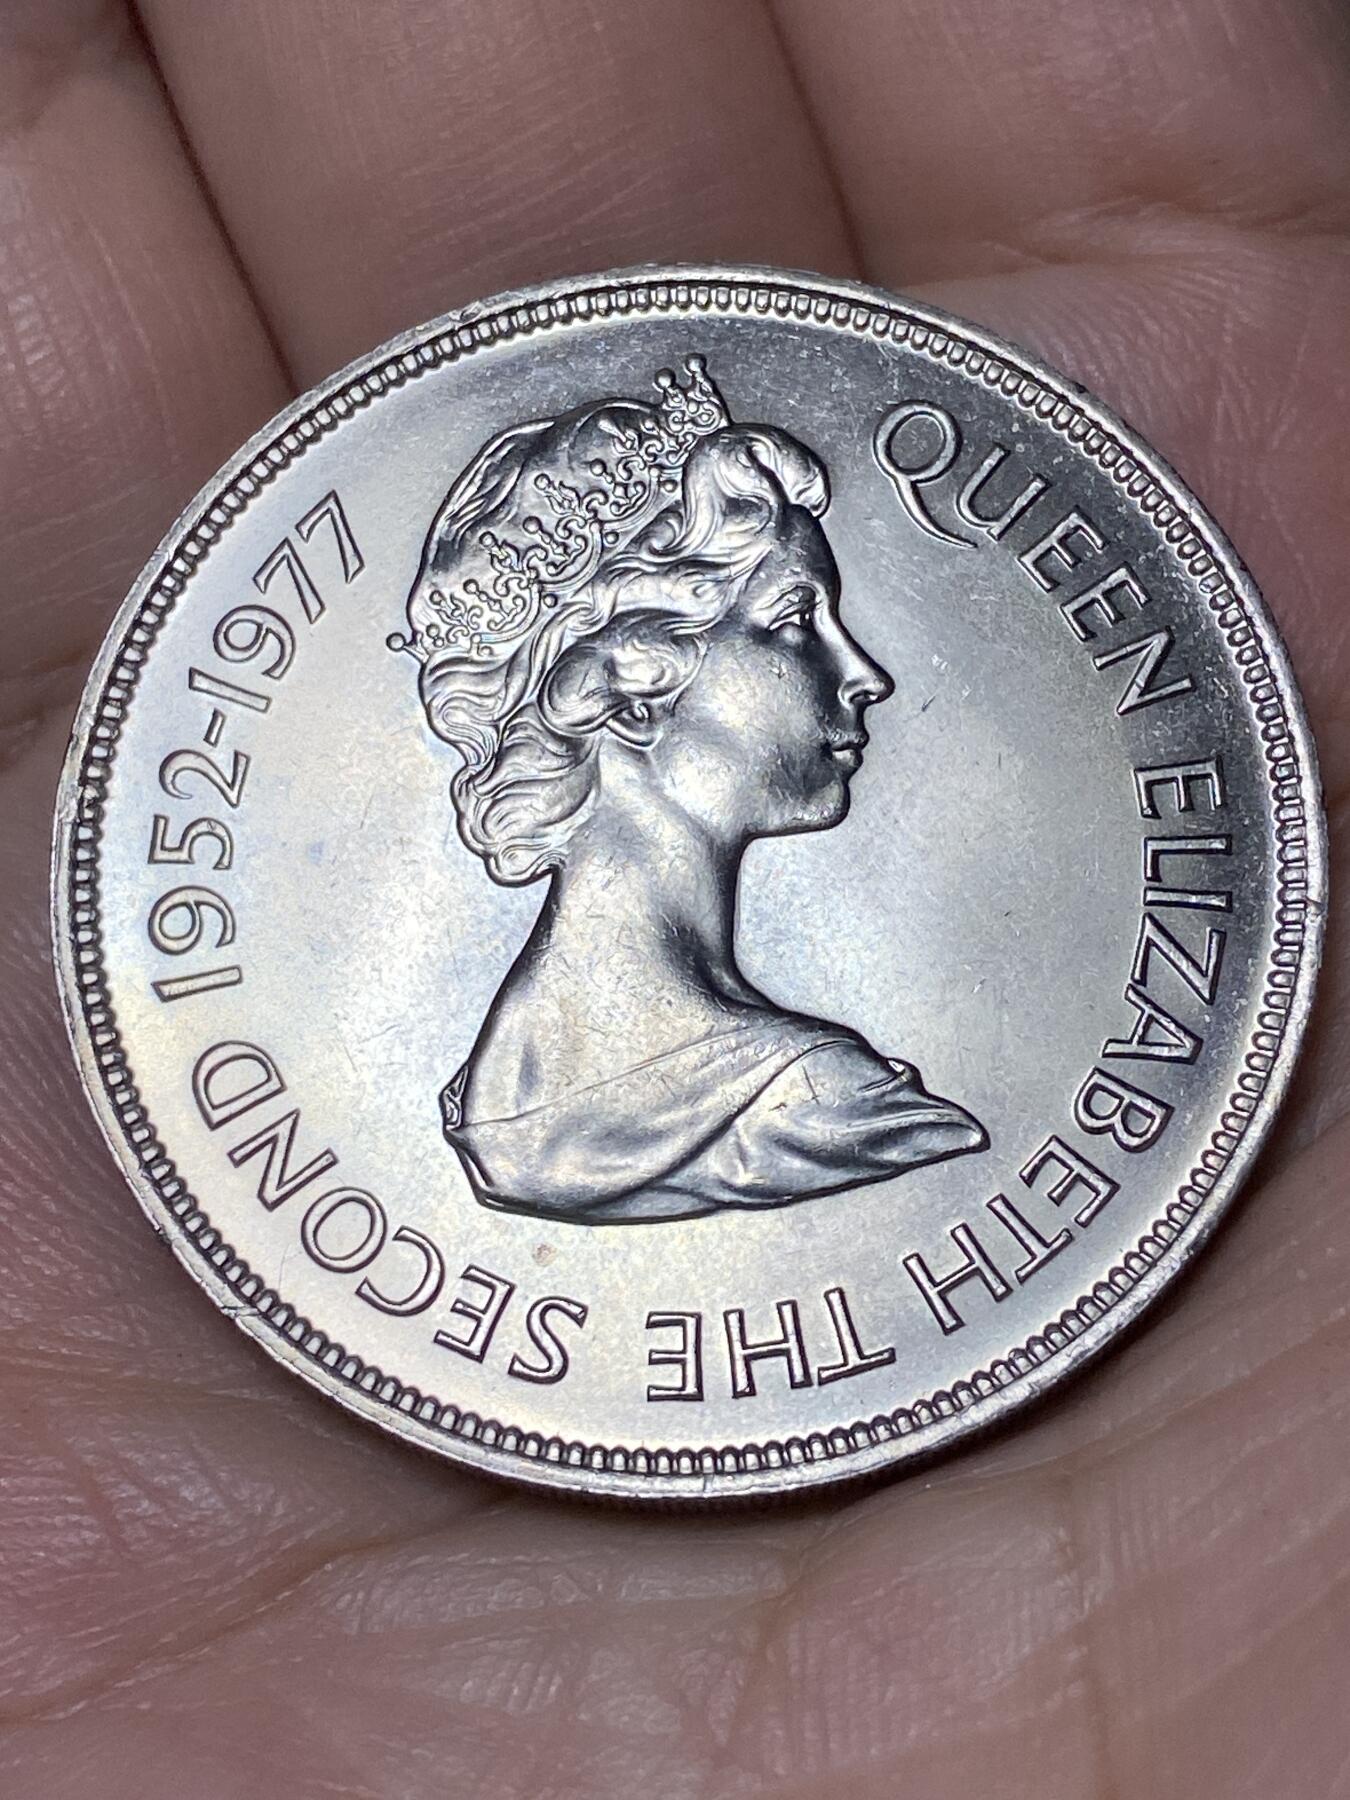 QUEEN ELIZABETH THE SECOND 1952-1977